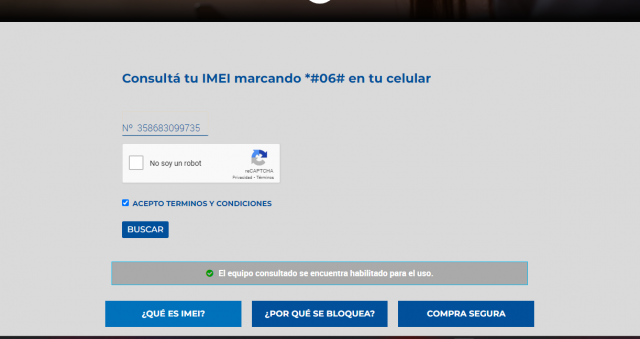 Consultá tu IMEI marcando *#06# en tu celular
Nº 358683099735
No soy un robot
reCAPTCHA
Privacidad - Términos
ACEPTO TERMINOS Y CONDICIONES
BUSCAR
El equipo consultado se encuentra habilitado para el uso.
¿QUÉ ES IMEI?
¿POR QUÉ SE BLOQUEA?
COMPRA SEGURA